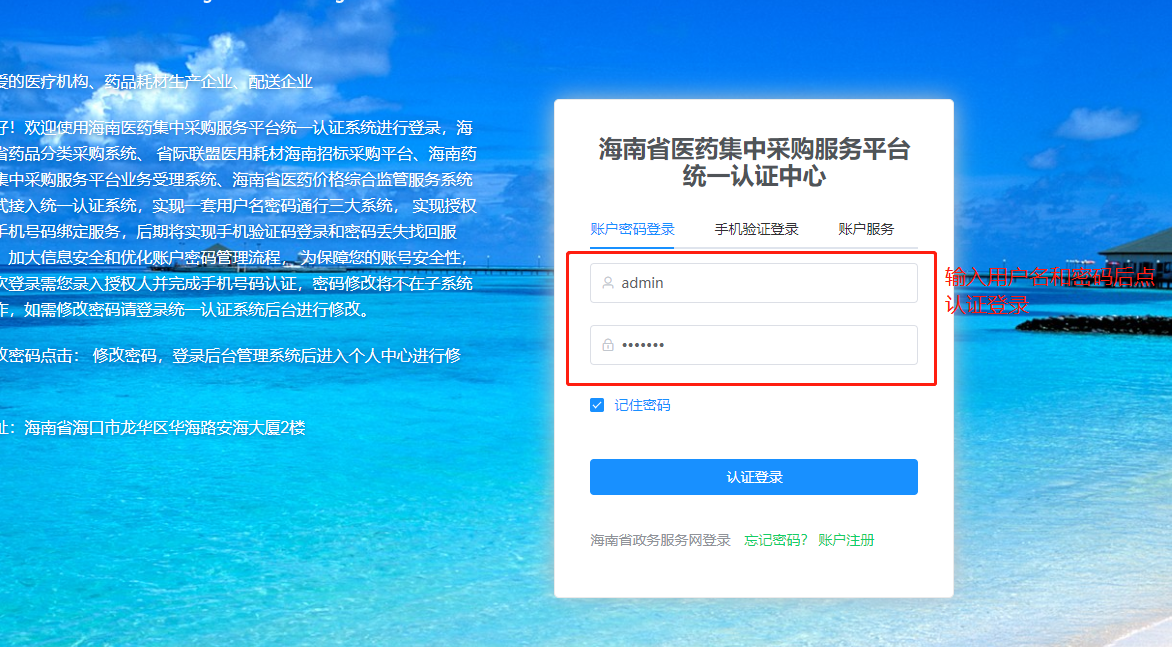 爱的医疗机构、药品耗材生产企业、配送企业
好！欢迎使用海南医药集中采购服务平台统一认证系统进行登录，海
省药品分类采购系统、 省际联盟医用耗材海南招标采购平台、海南药
集中采购服务平台业务受理系统、海南省医药价格综合监管服务系统
式接入统一认证系统，实现一套用户名密码通行三大系统， 实现授权
手机号码绑定服务，后期将实现手机验证码登录和密码丢失找回服
，加大信息安全和优化账户密码管理流程， 为保障您的账号安全性，
次登录需您录入授权人并完成手机号码认证，密码修改将不在子系统
作，如需修改密码请登录统一认证系统后台进行修改。
改密码点击： 修改密码，登录后台管理系统后进入个人中心进行修
址：海南省海口市龙华区华海路安海大厦2楼
海南省医药集中采购服务平台
统一认证中心
账户密码登录 手机验证登录 账户服务
admin
•••••••
输入用户名和密码后点
认证登录
记住密码
认证登录
海南省政务服务网登录 忘记密码? 账户注册